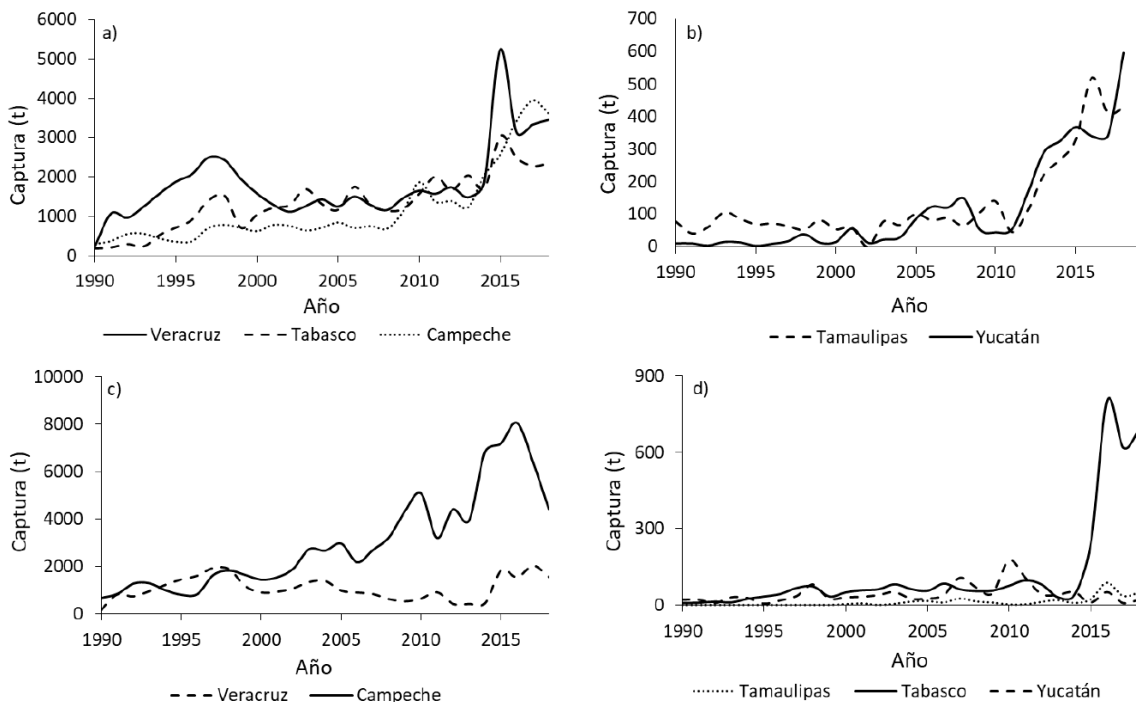 a)
6000
5000
4000
3000
2000
1000
0
Captura (t)
1990 1995 2000 2005 2010 2015
Año
Veracruz Tabasco Campeche
b)
700
600
500
400
300
200
100
0
Captura (t)
1990 1995 2000 2005 2010 2015
Año
Tamaulipas Yucatán
c)
10000
8000
6000
4000
2000
0
Captura (t)
1990 1995 2000 2005 2010 2015
Año
Veracruz Campeche
d)
900
600
300
0
Captura (t)
1990 1995 2000 2005 2010 2015
Año
Tamaulipas Tabasco Yucatán